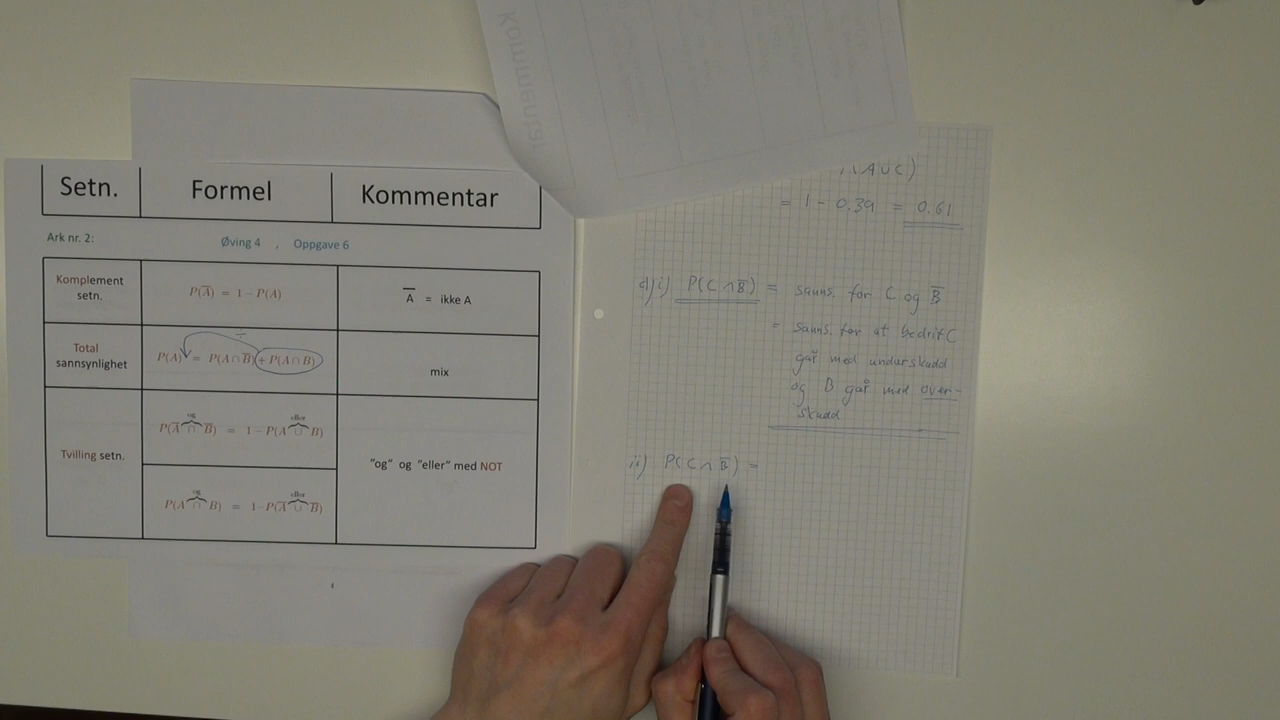 Kommentar
Setn. Formel Kommentar
Ark nr. 2: Øving 4 , Oppgave 6
Komplement setn. P(A̅) = 1 − P(A) A̅ = ikke A
Total sannsynlighet P(A) = P(A ∩ B̅) + P(A ∩ B) mix
÷
Tvilling setn. "og" og "eller" med NOT
og eller
P(A̅ ∩ B̅) = 1 − P(A ∪ B)
og eller
P(A ∩ B) = 1 − P(A̅ ∪ B̅)
(A ∪ C)
= 1 − 0.39 = 0.61
d) i) P(C ∩ B̅) = sanns. for C og B̅
= sanns. for at bedrift C
går med underskudd
og B går med over-
skudd
ii) P(C ∩ B̅) =